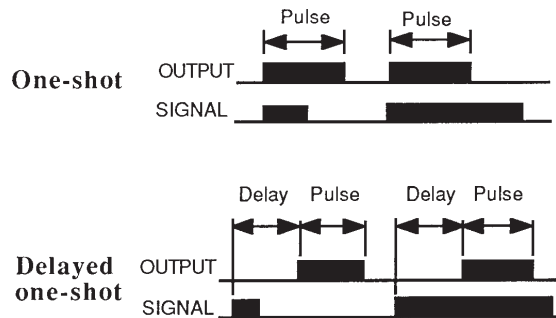 Pulse Pulse
One-shot
OUTPUT
SIGNAL
Delay Pulse Delay Pulse
Delayed
one-shot
OUTPUT
SIGNAL